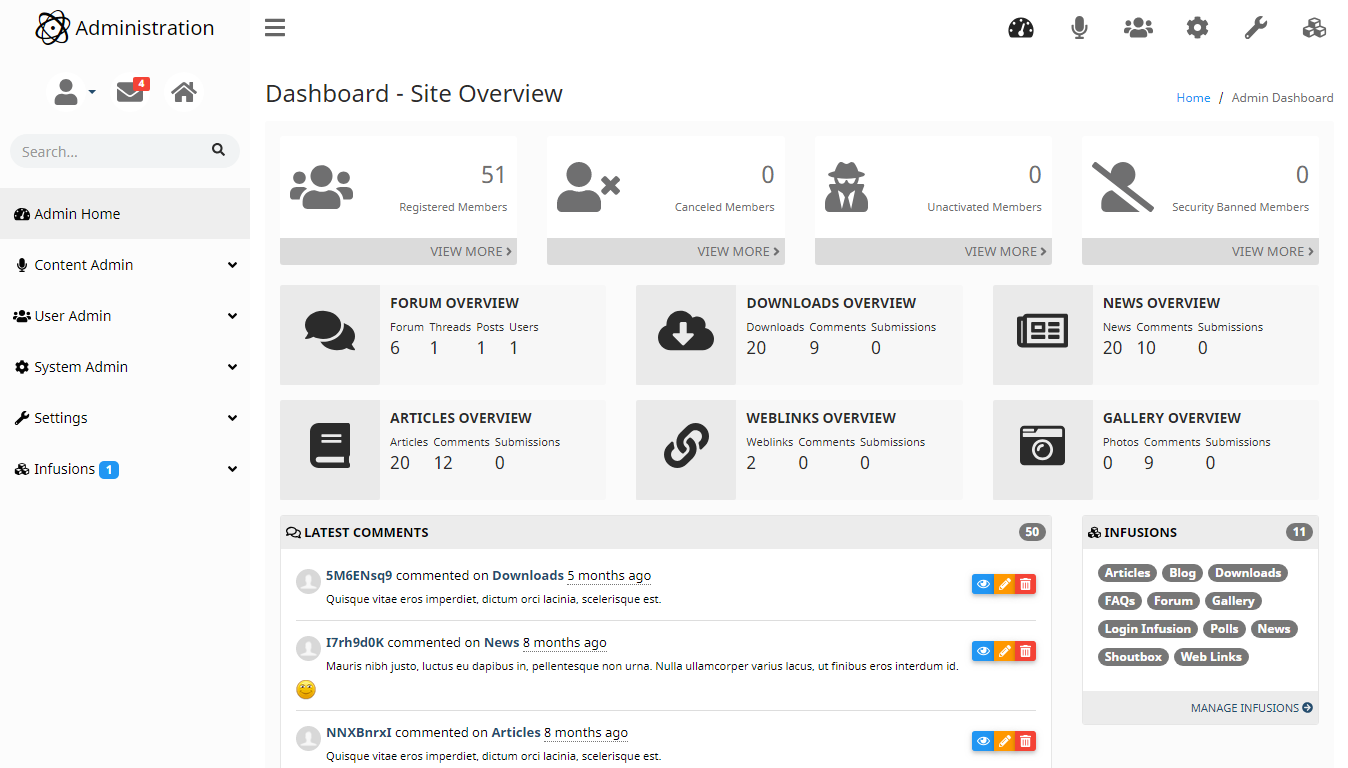 Administration
4
Search...
Admin Home
Content Admin
User Admin
System Admin
Settings
Infusions 1
Dashboard - Site Overview
Home / Admin Dashboard
51
Registered Members
VIEW MORE
0
Canceled Members
VIEW MORE
0
Unactivated Members
VIEW MORE
0
Security Banned Members
VIEW MORE
FORUM OVERVIEW
Forum Threads Posts Users
6 1 1 1
DOWNLOADS OVERVIEW
Downloads Comments Submissions
20 9 0
NEWS OVERVIEW
News Comments Submissions
20 10 0
ARTICLES OVERVIEW
Articles Comments Submissions
20 12 0
WEBLINKS OVERVIEW
Weblinks Comments Submissions
2 0 0
GALLERY OVERVIEW
Photos Comments Submissions
0 9 0
LATEST COMMENTS 50
5M6ENsq9 commented on Downloads 5 months ago
Quisque vitae eros imperdiet, dictum orci lacinia, scelerisque est.
I7rh9d0K commented on News 8 months ago
Mauris nibh justo, luctus eu dapibus in, pellentesque non urna. Nulla ullamcorper varius lacus, ut finibus eros interdum id.
NNXBnrxI commented on Articles 8 months ago
Quisque vitae eros imperdiet, dictum orci lacinia, scelerisque est.
INFUSIONS 11
Articles Blog Downloads
FAQs Forum Gallery
Login Infusion Polls News
Shoutbox Web Links
MANAGE INFUSIONS